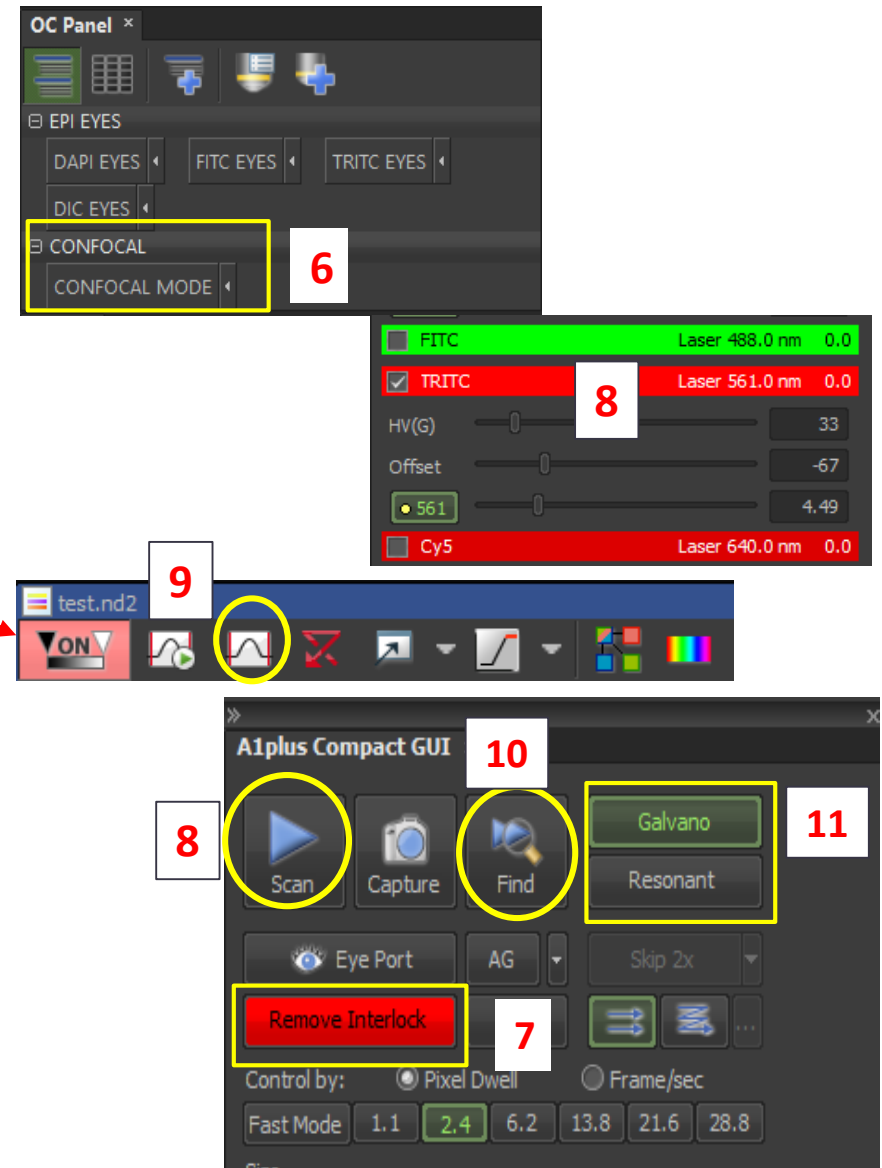 OC Panel ×
EPI EYES
DAPI EYES FITC EYES TRITC EYES
DIC EYES
CONFOCAL
6
CONFOCAL MODE
FITC Laser 488.0 nm 0.0
TRITC Laser 561.0 nm 0.0
8
HV(G) 33
Offset -67
561 4.49
Cy5 Laser 640.0 nm 0.0
9
test.nd2
ON
A1plus Compact GUI
10
Galvano
11
8
Scan Capture Find
Resonant
Eye Port AG Skip 2x
Remove Interlock
7
...
Control by: Pixel Dwell Frame/sec
Fast Mode 1.1 2.4 6.2 13.8 21.6 28.8